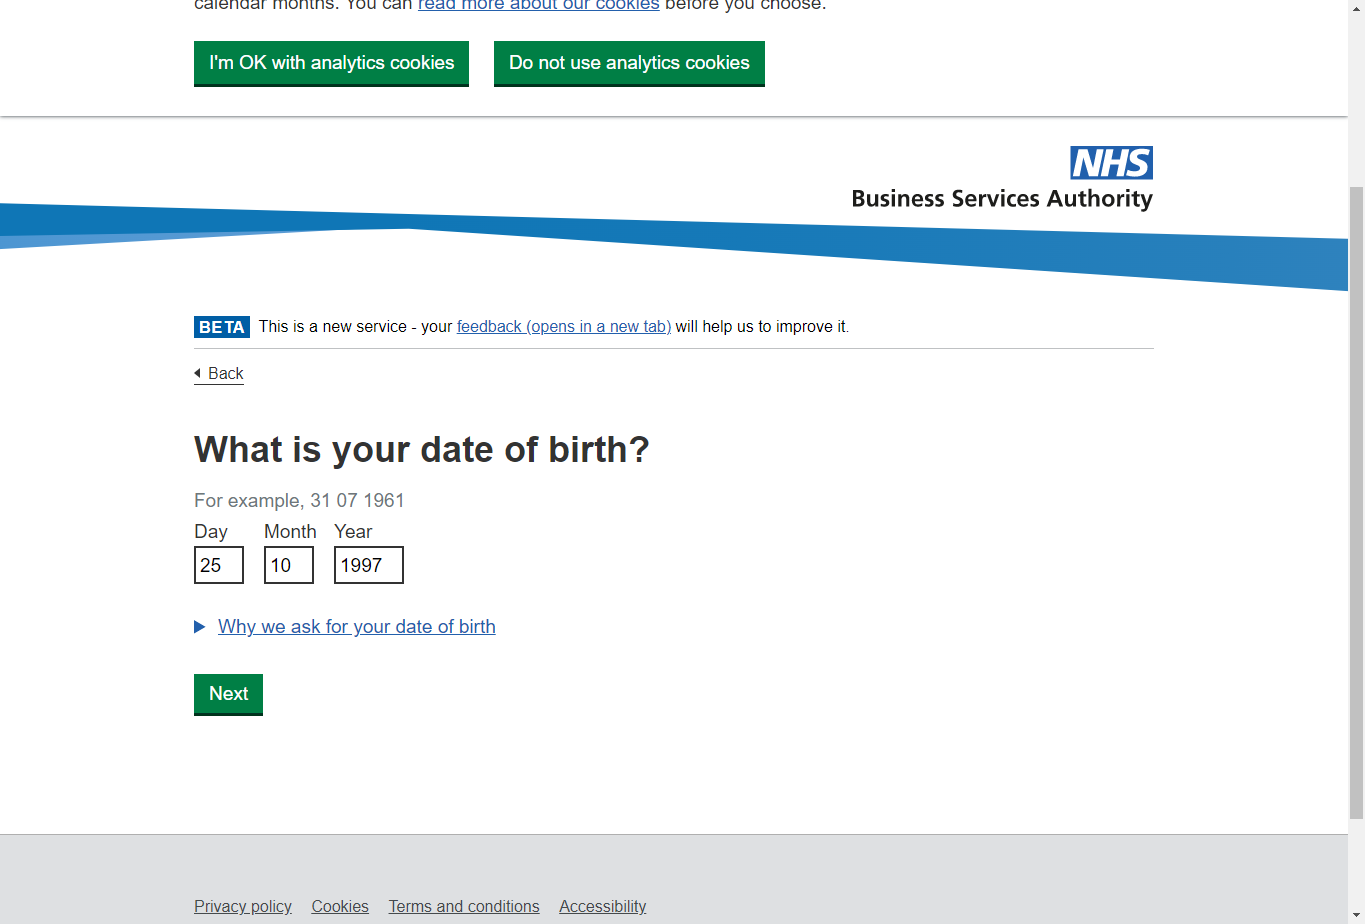 calendar months. You can read more about our cookies before you choose.
I'm OK with analytics cookies Do not use analytics cookies
NHS
Business Services Authority
BETA This is a new service - your feedback (opens in a new tab) will help us to improve it.
Back
What is your date of birth?
For example, 31 07 1961
Day Month Year
25 10 1997
Why we ask for your date of birth
Next
Privacy policy Cookies Terms and conditions Accessibility